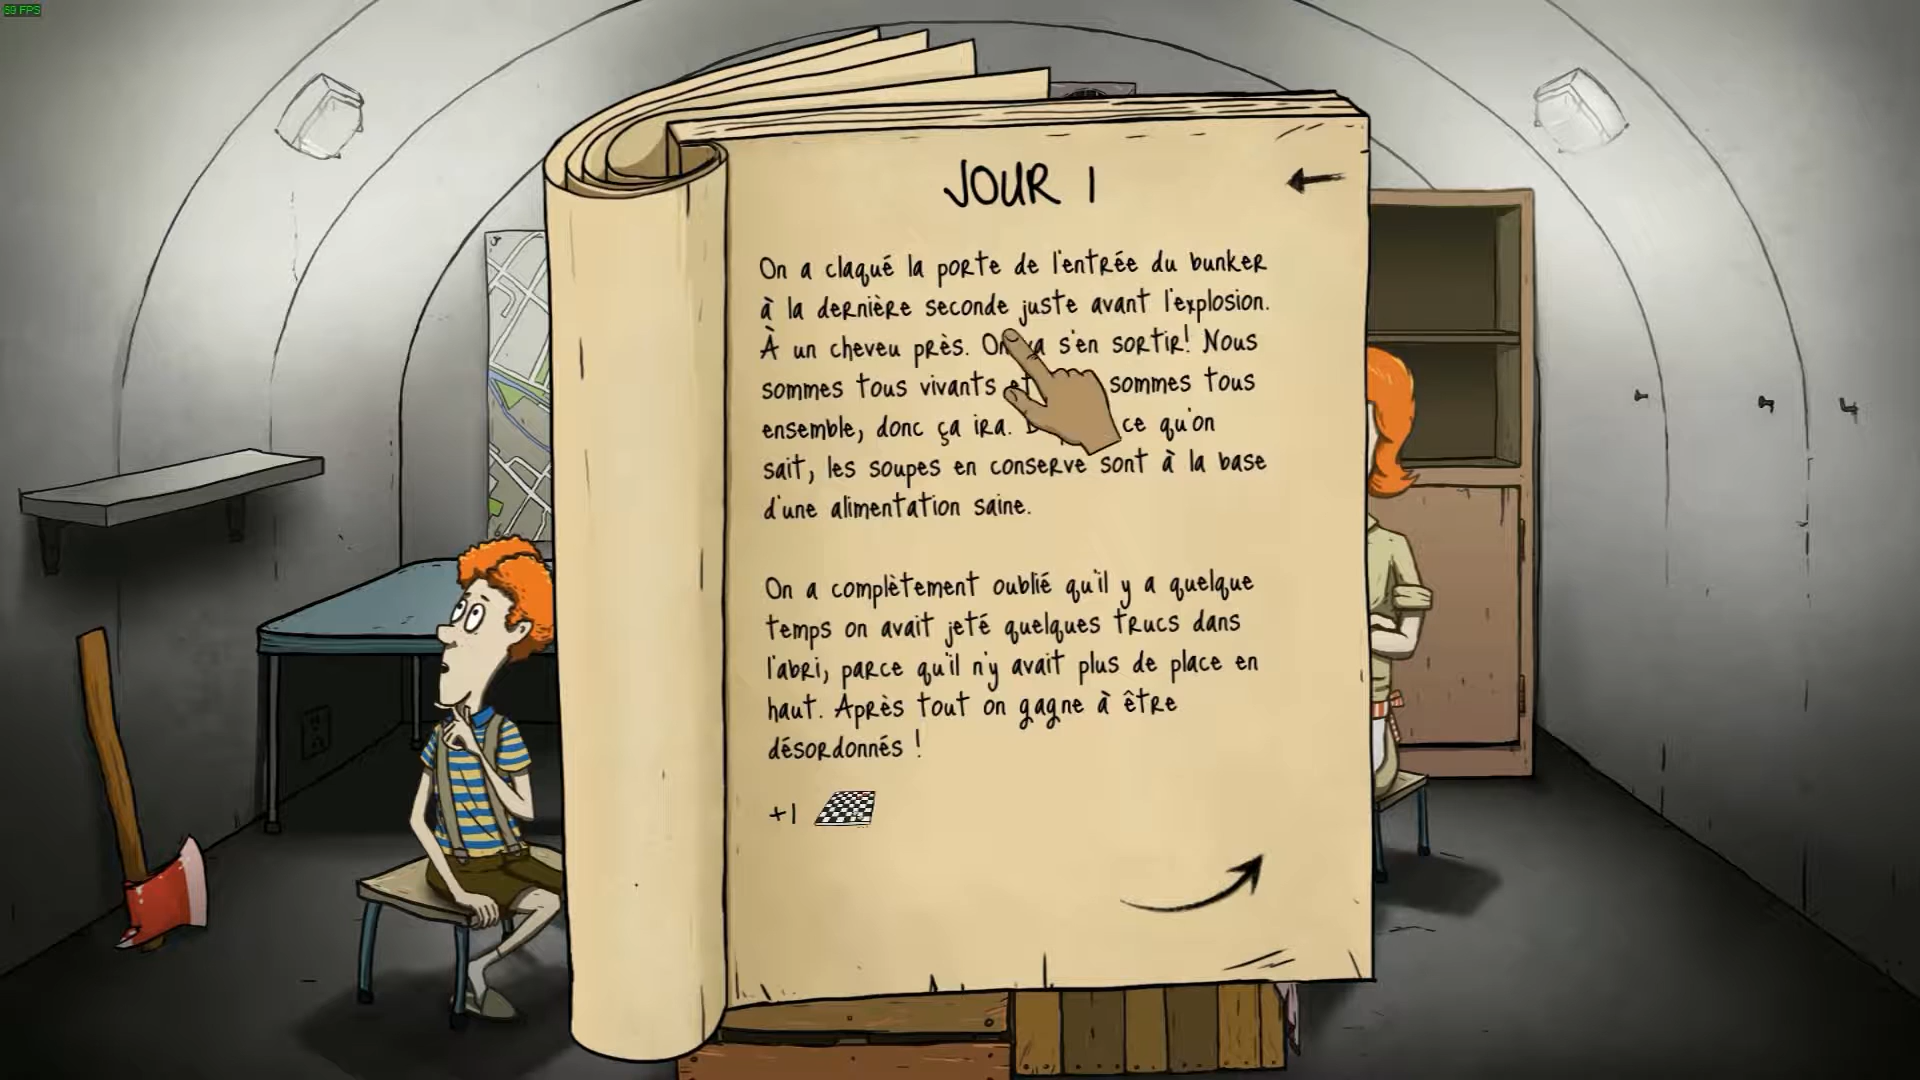 69 FPS
JOUR 1
On a claqué la porte de l'entrée du bunker
à la dernière seconde juste avant l'explosion.
À un cheveu près. On va s'en sortir! Nous
sommes tous vivants et sommes tous
ensemble, donc ça ira. ce qu'on
sait, les soupes en conserve sont à la base
d'une alimentation saine.
On a complètement oublié qu'il y a quelque
temps on avait jeté quelques trucs dans
l'abri, parce qu'il n'y avait plus de place en
haut. Après tout on gagne à être
désordonnés !
+1